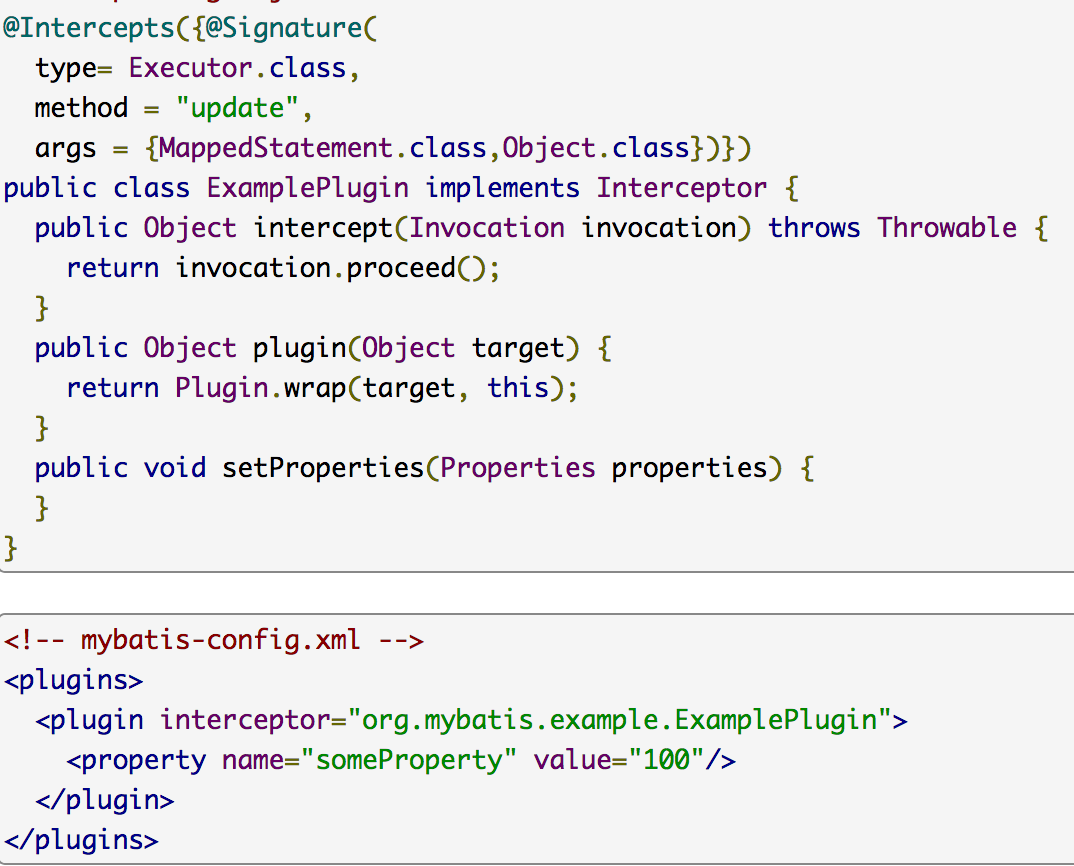 @Intercepts({@Signature(
  type= Executor.class,
  method = "update",
  args = {MappedStatement.class,Object.class})})
public class ExamplePlugin implements Interceptor {
  public Object intercept(Invocation invocation) throws Throwable {
    return invocation.proceed();
  }
  public Object plugin(Object target) {
    return Plugin.wrap(target, this);
  }
  public void setProperties(Properties properties) {
  }
}
<!-- mybatis-config.xml -->
<plugins>
  <plugin interceptor="org.mybatis.example.ExamplePlugin">
    <property name="someProperty" value="100"/>
  </plugin>
</plugins>